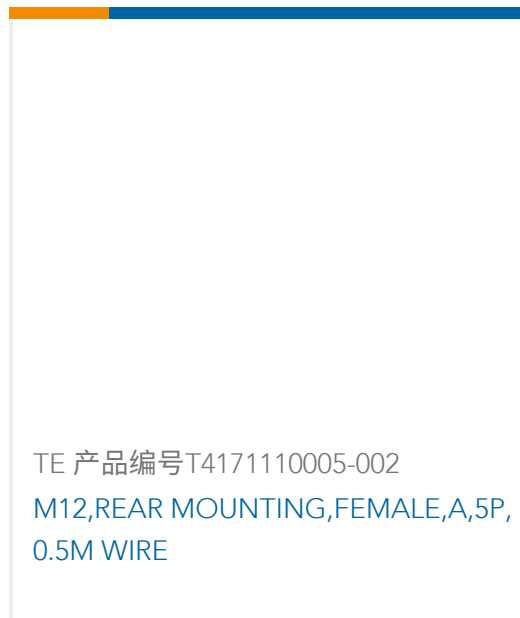 TE 产品编号T4171110005-002
M12,REAR MOUNTING,FEMALE,A,5P,
0.5M WIRE